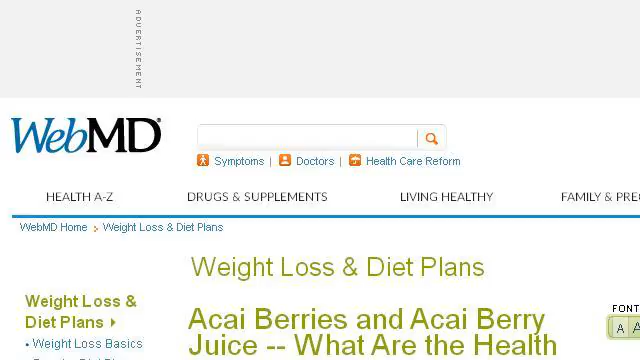 ADVERTISEMENT
WebMD
Symptoms | Doctors | Health Care Reform
HEALTH A-Z DRUGS & SUPPLEMENTS LIVING HEALTHY FAMILY & PRE
WebMD Home Weight Loss & Diet Plans
Weight Loss & Diet Plans
Weight Loss &
Diet Plans
• Weight Loss Basics
FONT
A A
Acai Berries and Acai Berry
Juice -- What Are the Health